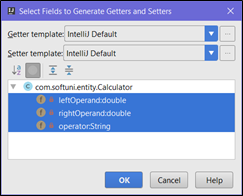 Select Fields to Generate Getters and Setters
Getter template: IntelliJ Default
Setter template: IntelliJ Default
com.softuni.entity.Calculator
leftOperand:double
rightOperand:double
operator:String
OK Cancel Help